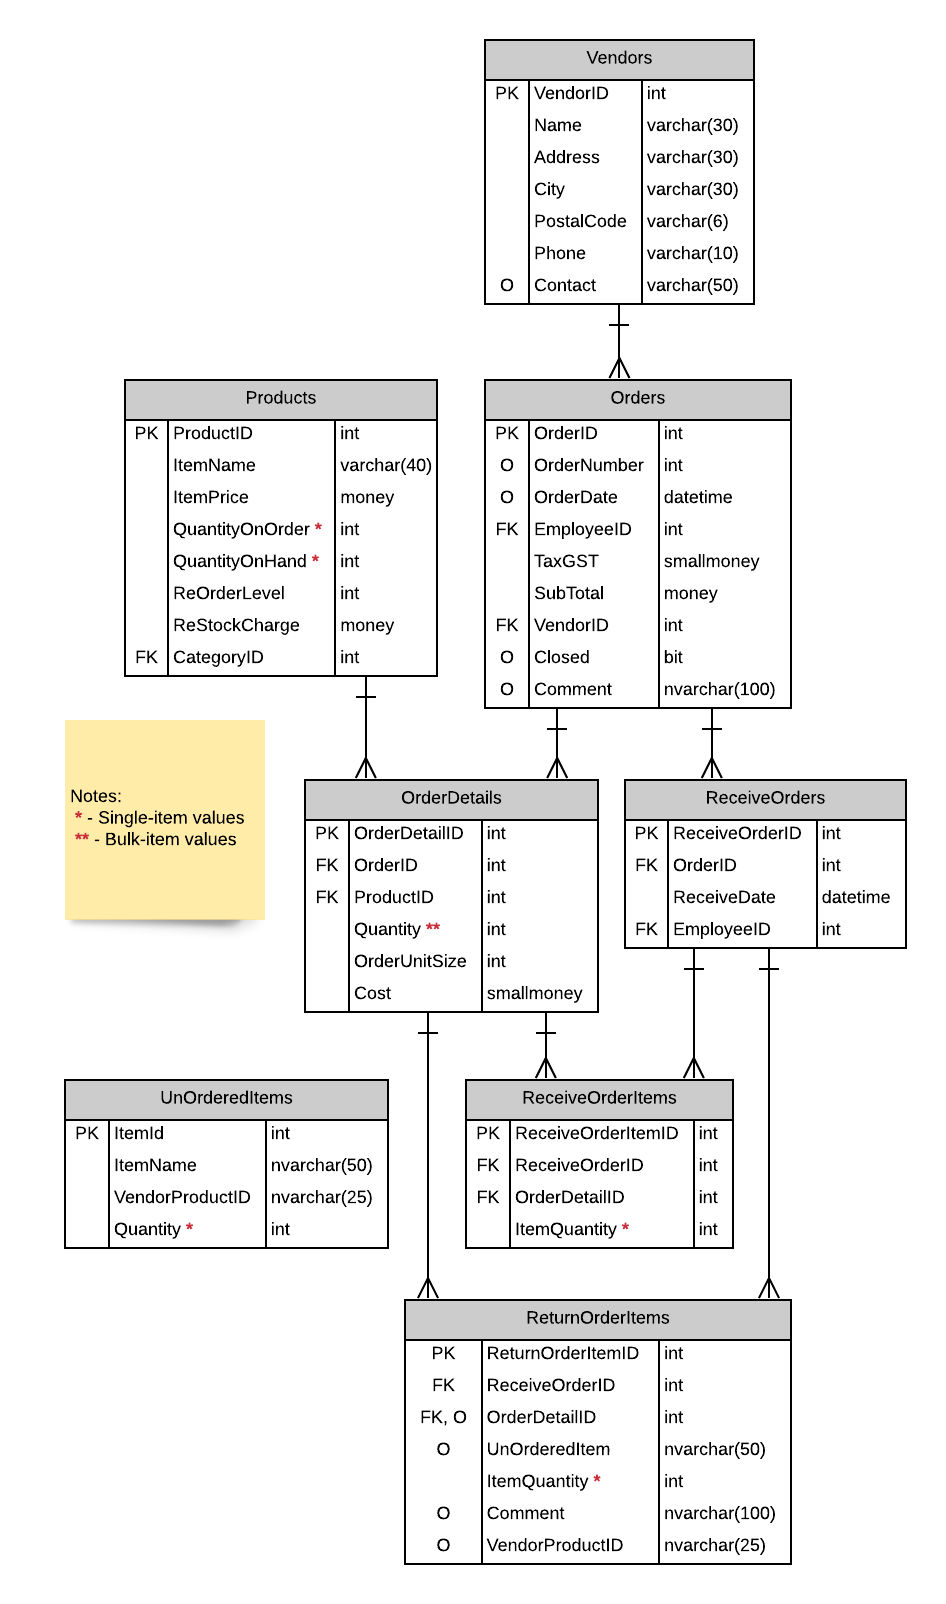 Vendors
PK VendorID int
Name varchar(30)
Address varchar(30)
City varchar(30)
PostalCode varchar(6)
Phone varchar(10)
O Contact varchar(50)
Products
PK ProductID int
ItemName varchar(40)
ItemPrice money
QuantityOnOrder * int
QuantityOnHand * int
ReOrderLevel int
ReStockCharge money
FK CategoryID int
Orders
PK OrderID int
O OrderNumber int
O OrderDate datetime
FK EmployeeID int
TaxGST smallmoney
SubTotal money
FK VendorID int
O Closed bit
O Comment nvarchar(100)
Notes:
* - Single-item values
** - Bulk-item values
OrderDetails
PK OrderDetailID int
FK OrderID int
FK ProductID int
Quantity ** int
OrderUnitSize int
Cost smallmoney
ReceiveOrders
PK ReceiveOrderID int
FK OrderID int
ReceiveDate datetime
FK EmployeeID int
UnOrderedItems
PK ItemId int
ItemName nvarchar(50)
VendorProductID nvarchar(25)
Quantity * int
ReceiveOrderItems
PK ReceiveOrderItemID int
FK ReceiveOrderID int
FK OrderDetailID int
ItemQuantity * int
ReturnOrderItems
PK ReturnOrderItemID int
FK ReceiveOrderID int
FK, O OrderDetailID int
O UnOrderedItem nvarchar(50)
ItemQuantity * int
O Comment nvarchar(100)
O VendorProductID nvarchar(25)